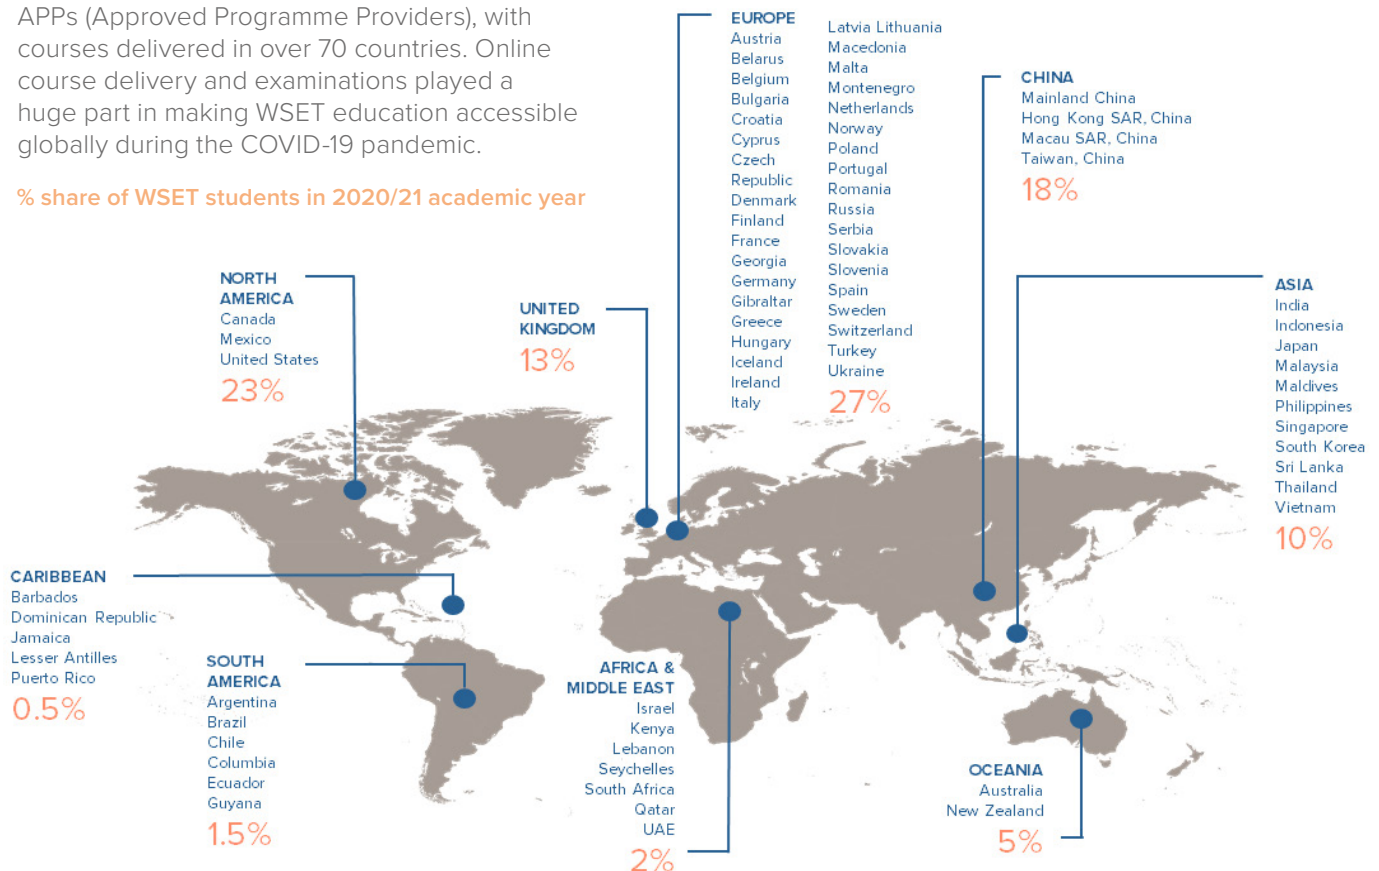 APPs (Approved Programme Providers), with
courses delivered in over 70 countries. Online
course delivery and examinations played a
huge part in making WSET education accessible
globally during the COVID-19 pandemic.
% share of WSET students in 2020/21 academic year
NORTH
AMERICA
Canada
Mexico
United States
23%
UNITED
KINGDOM
13%
EUROPE
Austria
Belarus
Belgium
Bulgaria
Croatia
Cyprus
Czech
Republic
Denmark
Finland
France
Georgia
Germany
Gibraltar
Greece
Hungary
Iceland
Ireland
Italy
Latvia Lithuania
Macedonia
Malta
Montenegro
Netherlands
Norway
Poland
Portugal
Romania
Russia
Serbia
Slovakia
Slovenia
Spain
Sweden
Switzerland
Turkey
Ukraine
27%
CHINA
Mainland China
Hong Kong SAR, China
Macau SAR, China
Taiwan, China
18%
ASIA
India
Indonesia
Japan
Malaysia
Maldives
Philippines
Singapore
South Korea
Sri Lanka
Thailand
Vietnam
10%
CARIBBEAN
Barbados
Dominican Republic
Jamaica
Lesser Antilles
Puerto Rico
0.5%
SOUTH
AMERICA
Argentina
Brazil
Chile
Columbia
Ecuador
Guyana
1.5%
AFRICA &
MIDDLE EAST
Israel
Kenya
Lebanon
Seychelles
South Africa
Qatar
UAE
2%
OCEANIA
Australia
New Zealand
5%